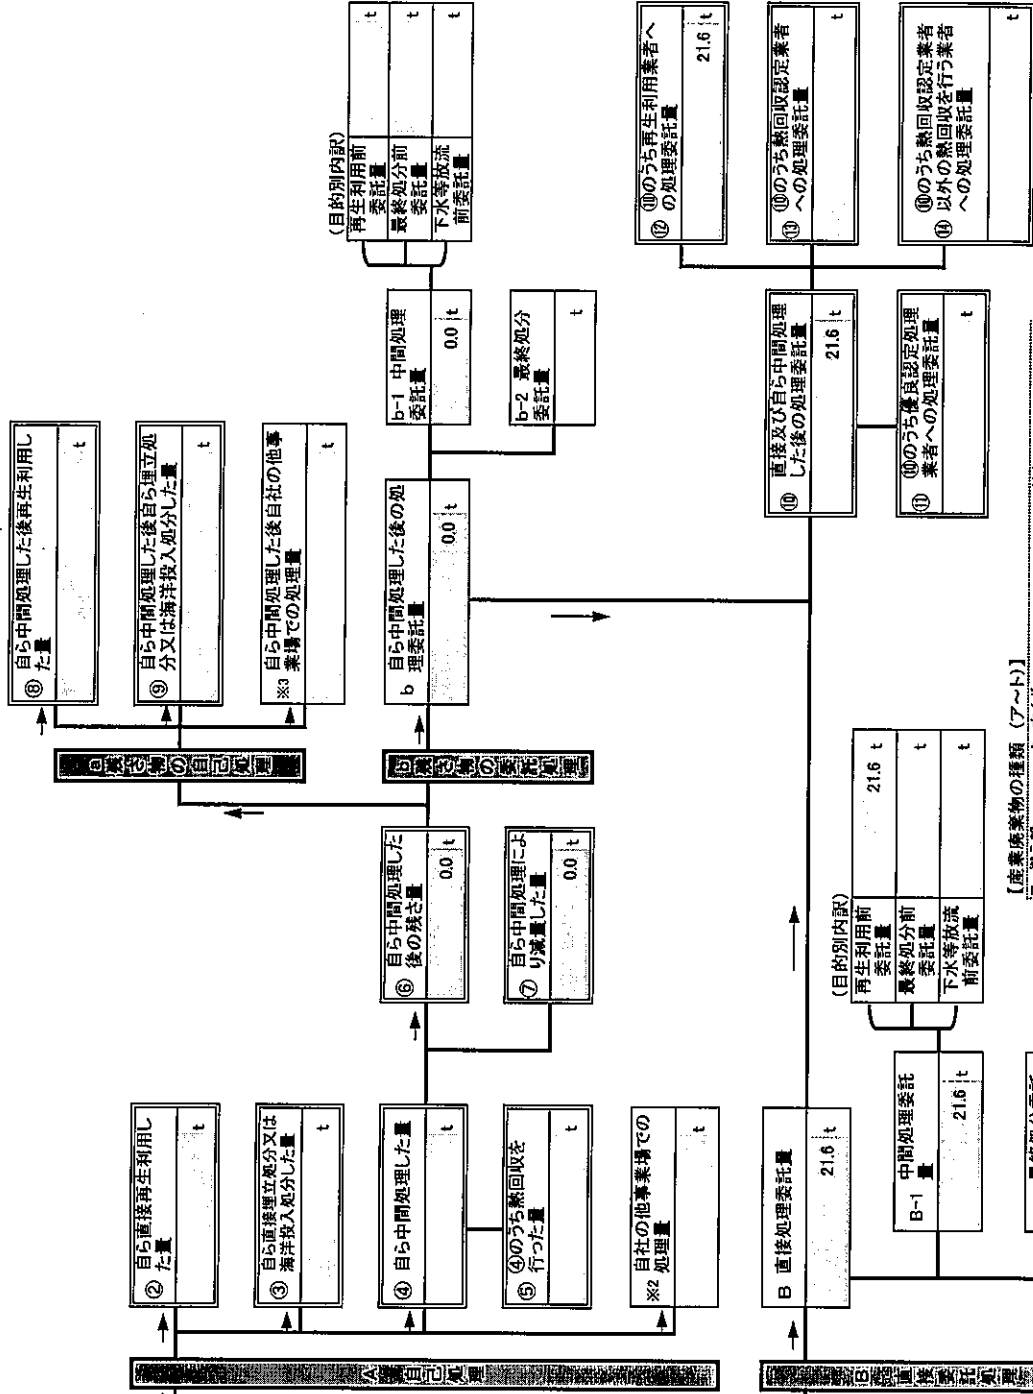 A 自己処理
② 自ら直接再生利用し
た量
t
③ 自ら直接埋立処分又は
海洋投入処分した量
t
④ 自ら中間処理した量
t
⑤ ④のうち熱回収を
行った量
t
※2 自社の他事業場での
処理量
t
⑥ 自ら中間処理した
後の残さ量
0.0 t
⑦ 自ら中間処理によ
り減量した量
0.0 t
a 残さ物の自己処理
⑧ 自ら中間処理した後再生利用し
た量
t
⑨ 自ら中間処理した後自ら埋立処
分又は海洋投入処分した量
t
※3 自ら中間処理した後自社の他事
業場での処理量
t
b 残さ物の委託処理
b 自ら中間処理した後の処
理委託量
0.0 t
b-1 中間処理
委託量
0.0 t
b-2 最終処分
委託量
t
(目的別内訳)
再生利用前
委託量
t
最終処分前
委託量
t
下水等放流
前委託量
t
B 直接委託処理
B 直接処理委託量
21.6 t
B-1 中間処理委託
量
21.6 t
(目的別内訳)
再生利用前
委託量
21.6 t
最終処分前
委託量
t
下水等放流
前委託量
t
⑩ 直接及び自ら中間処理
した後の処理委託量
21.6 t
⑪ ⑩のうち優良認定処理
業者への処理委託量
t
⑫ ⑩のうち再生利用業者へ
の処理委託量
21.6 t
⑬ ⑩のうち熱回収認定業者
への処理委託量
t
⑭ ⑩のうち熱回収認定業者
以外の熱回収を行う業者
への処理委託量
t
【産業廃棄物の種類(ア～ト)】